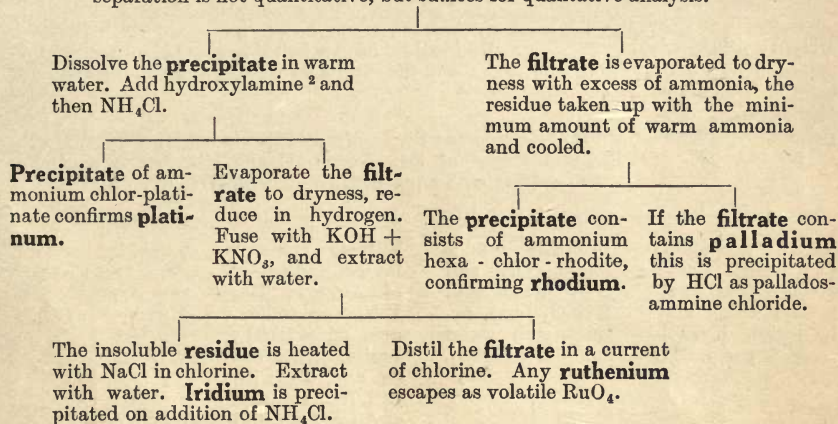 separation is not quantitative, but suffices for qualitative analysis.
Dissolve the precipitate in warm
water. Add hydroxylamine ² and
then NH₄Cl.
The filtrate is evaporated to dry-
ness with excess of ammonia, the
residue taken up with the mini-
mum amount of warm ammonia
and cooled.
Precipitate of am-
monium chlor-plati-
nate confirms plati-
num.
Evaporate the filt-
rate to dryness, re-
duce in hydrogen.
Fuse with KOH +
KNO₃, and extract
with water.
The precipitate con-
sists of ammonium
hexa - chlor - rhodite,
confirming rhodium.
If the filtrate con-
tains palladium
this is precipitated
by HCl as pallados-
ammine chloride.
The insoluble residue is heated
with NaCl in chlorine. Extract
with water. Iridium is preci-
pitated on addition of NH₄Cl.
Distil the filtrate in a current
of chlorine. Any ruthenium
escapes as volatile RuO₄.